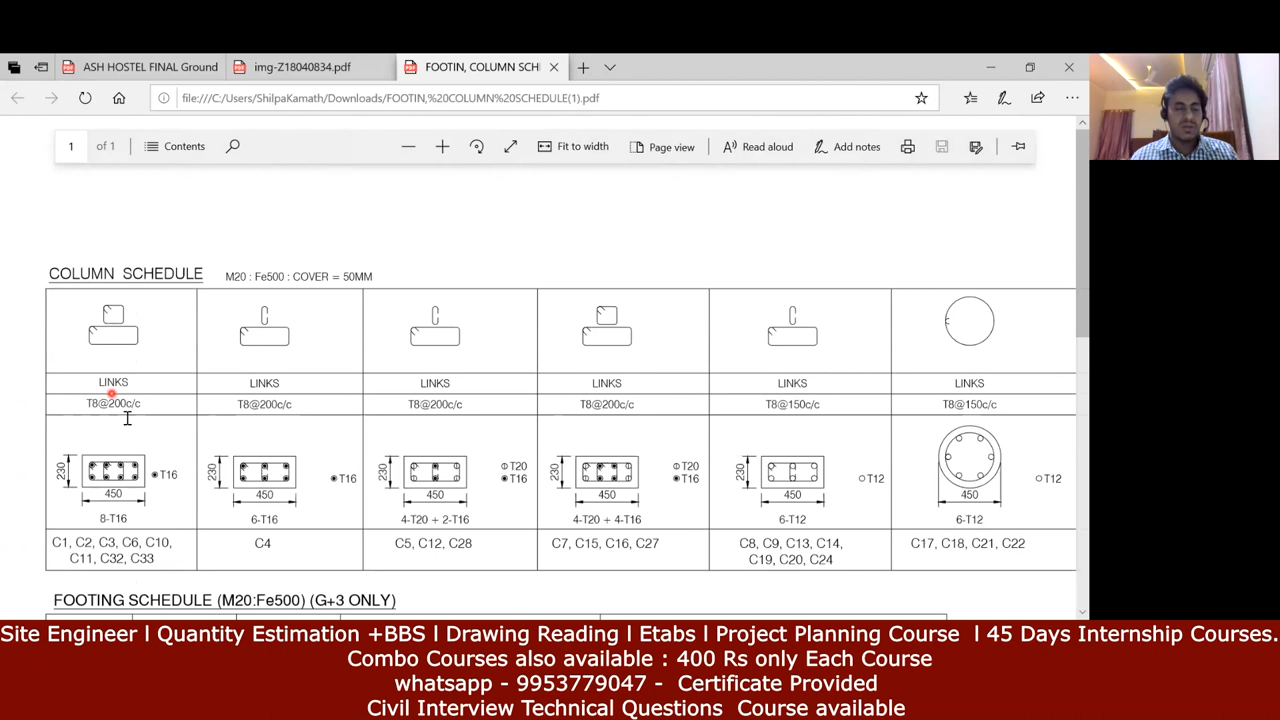 ASH HOSTEL FINAL Ground
img-Z18040834.pdf
FOOTIN, COLUMN SCH
file:///C:/Users/ShilpaKamath/Downloads/FOOTIN,%20COLUMN%20SCHEDULE(1).pdf
1 of 1
Contents
Fit to width
Page view
Read aloud
Add notes
COLUMN SCHEDULE M20 : Fe500 : COVER = 50MM
LINKS LINKS LINKS LINKS LINKS LINKS
T8@200c/c T8@200c/c T8@200c/c T8@200c/c T8@150c/c T8@150c/c
230 T16 230 T16 230 T20 T16 230 T20 T16 230 T12 T12
450 450 450 450 450 450
8-T16 6-T16 4-T20 + 2-T16 4-T20 + 4-T16 6-T12 6-T12
C1, C2, C3, C6, C10, C4 C5, C12, C28 C7, C15, C16, C27 C8, C9, C13, C14, C17, C18, C21, C22
C11, C32, C33 C19, C20, C24
FOOTING SCHEDULE (M20:Fe500) (G+3 ONLY)
Site Engineer l Quantity Estimation +BBS l Drawing Reading l Etabs l Project Planning Course l 45 Days Internship Courses.
Combo Courses also available : 400 Rs only Each Course
whatsapp - 9953779047 - Certificate Provided
Civil Interview Technical Questions Course available